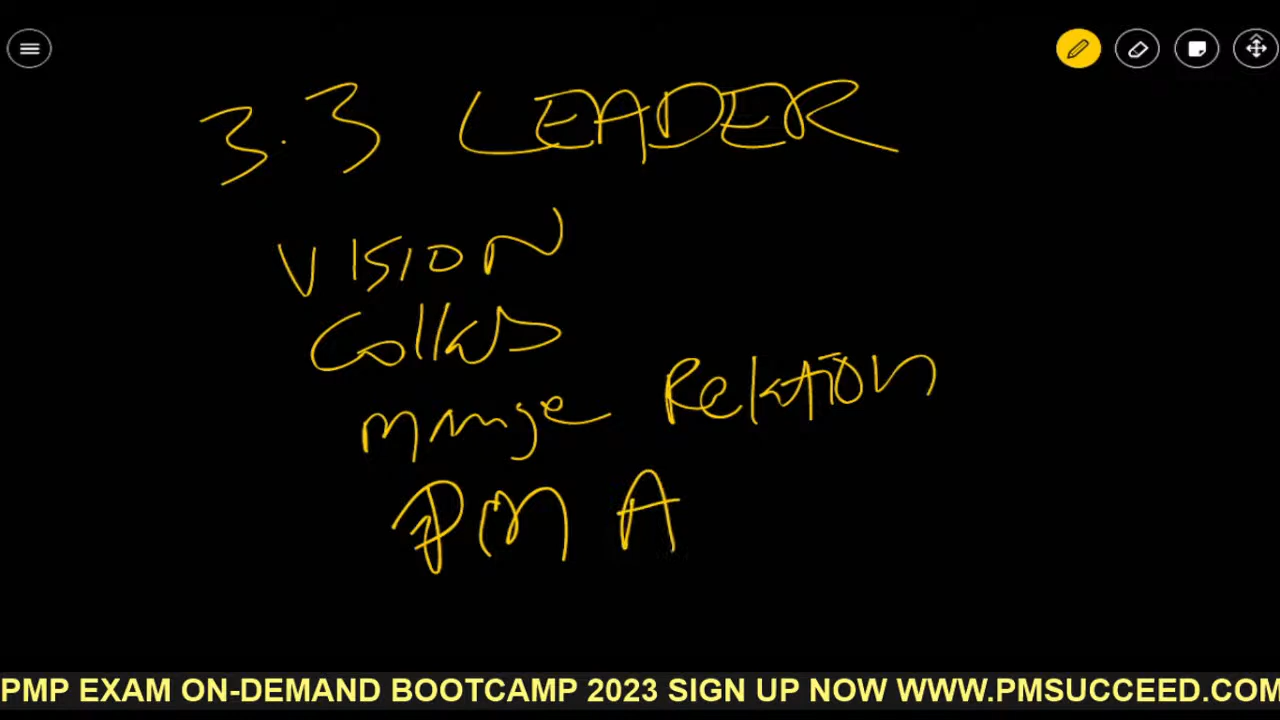 3.3 LEADER
VISION
Collab
mange Relation
PM A
PMP EXAM ON-DEMAND BOOTCAMP 2023 SIGN UP NOW WWW.PMSUCCEED.COM